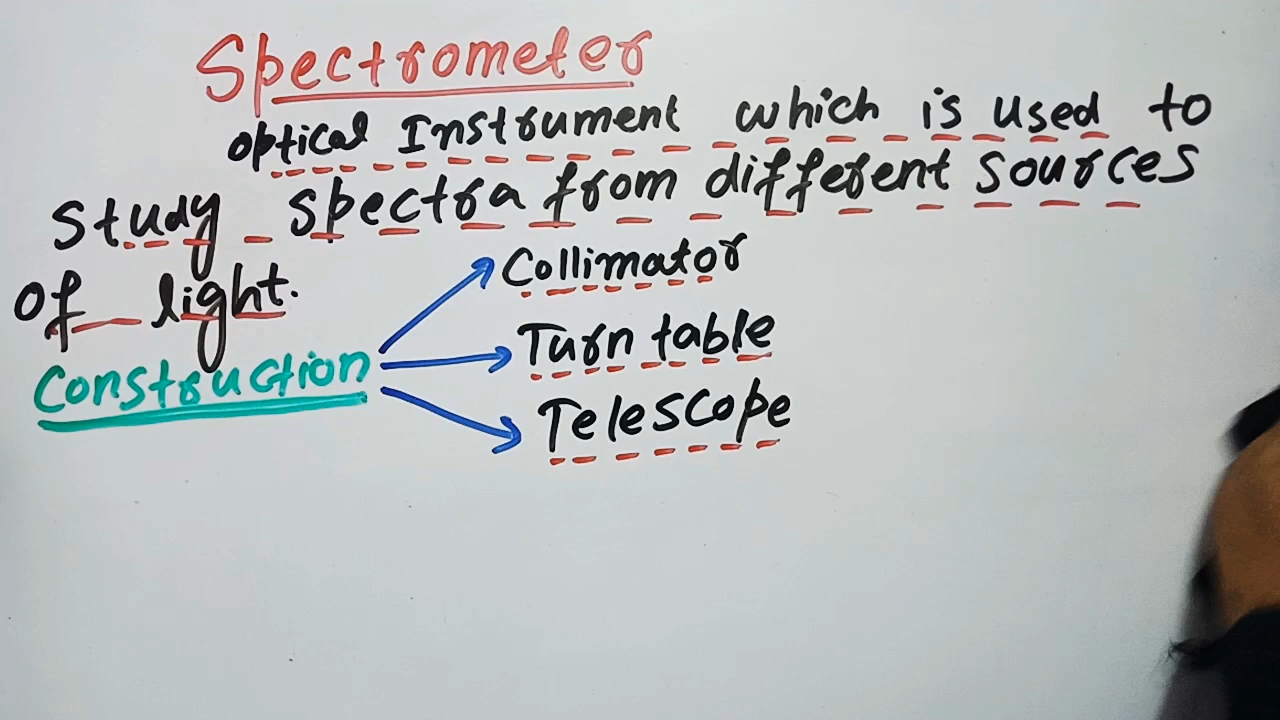 Spectrometer
optical Instrument which is used to
study spectra from different sources
of light.
Construction
Collimator
Turn table
Telescope